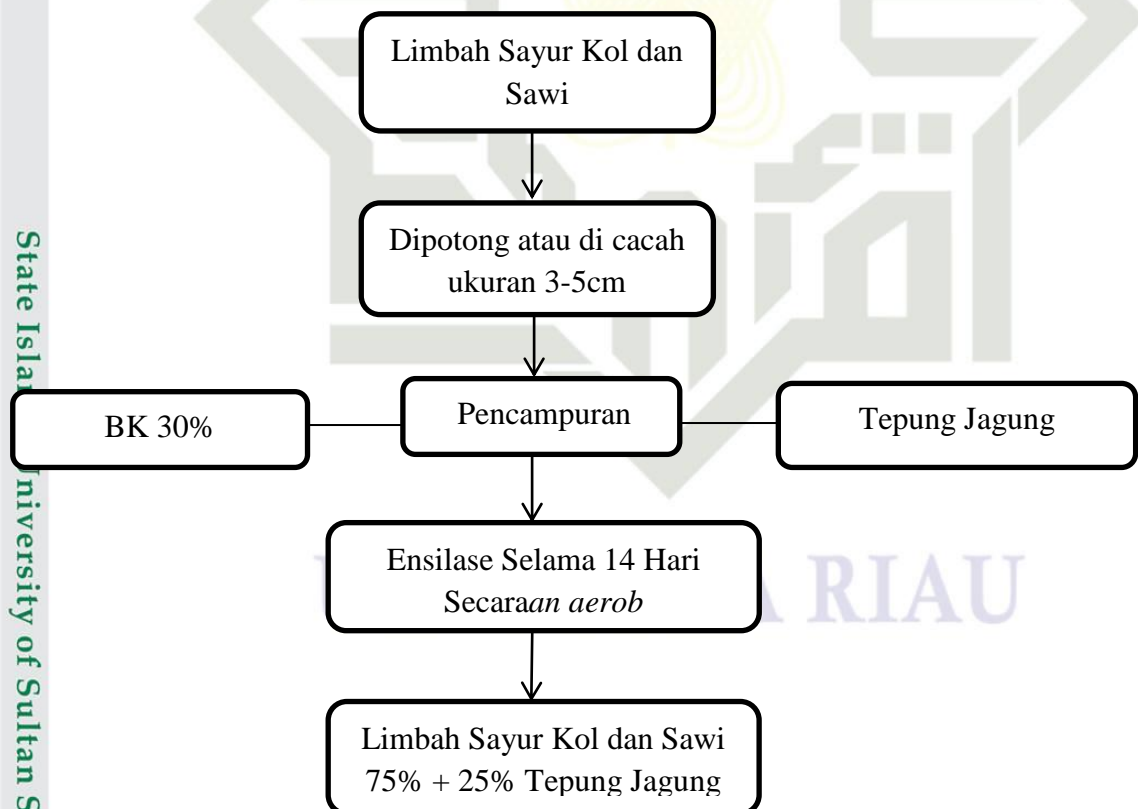 Limbah Sayur Kol dan
Sawi
Dipotong atau di cacah
ukuran 3-5cm
BK 30%
Pencampuran
Tepung Jagung
Ensilase Selama 14 Hari
Secaraan aerob
Limbah Sayur Kol dan Sawi
75% + 25% Tepung Jagung
RIAU
State Islamic University of Sultan S